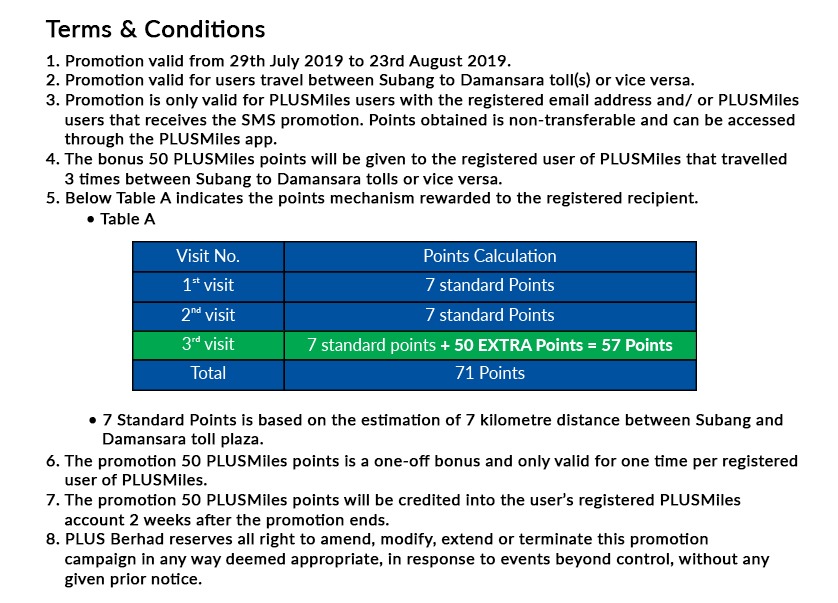 Terms & Conditions
1. Promotion valid from 29th July 2019 to 23rd August 2019.
2. Promotion valid for users travel between Subang to Damansara toll(s) or vice versa.
3. Promotion is only valid for PLUSMiles users with the registered email address and/ or PLUSMiles
users that receives the SMS promotion. Points obtained is non-transferable and can be accessed
through the PLUSMiles app.
4. The bonus 50 PLUSMiles points will be given to the registered user of PLUSMiles that travelled
3 times between Subang to Damansara tolls or vice versa.
5. Below Table A indicates the points mechanism rewarded to the registered recipient.
• Table A
Visit No. Points Calculation
1st visit 7 standard Points
2nd visit 7 standard Points
3rd visit 7 standard points + 50 EXTRA Points = 57 Points
Total 71 Points
• 7 Standard Points is based on the estimation of 7 kilometre distance between Subang and
Damansara toll plaza.
6. The promotion 50 PLUSMiles points is a one-off bonus and only valid for one time per registered
user of PLUSMiles.
7. The promotion 50 PLUSMiles points will be credited into the user's registered PLUSMiles
account 2 weeks after the promotion ends.
8. PLUS Berhad reserves all right to amend, modify, extend or terminate this promotion
campaign in any way deemed appropriate, in response to events beyond control, without any
given prior notice.